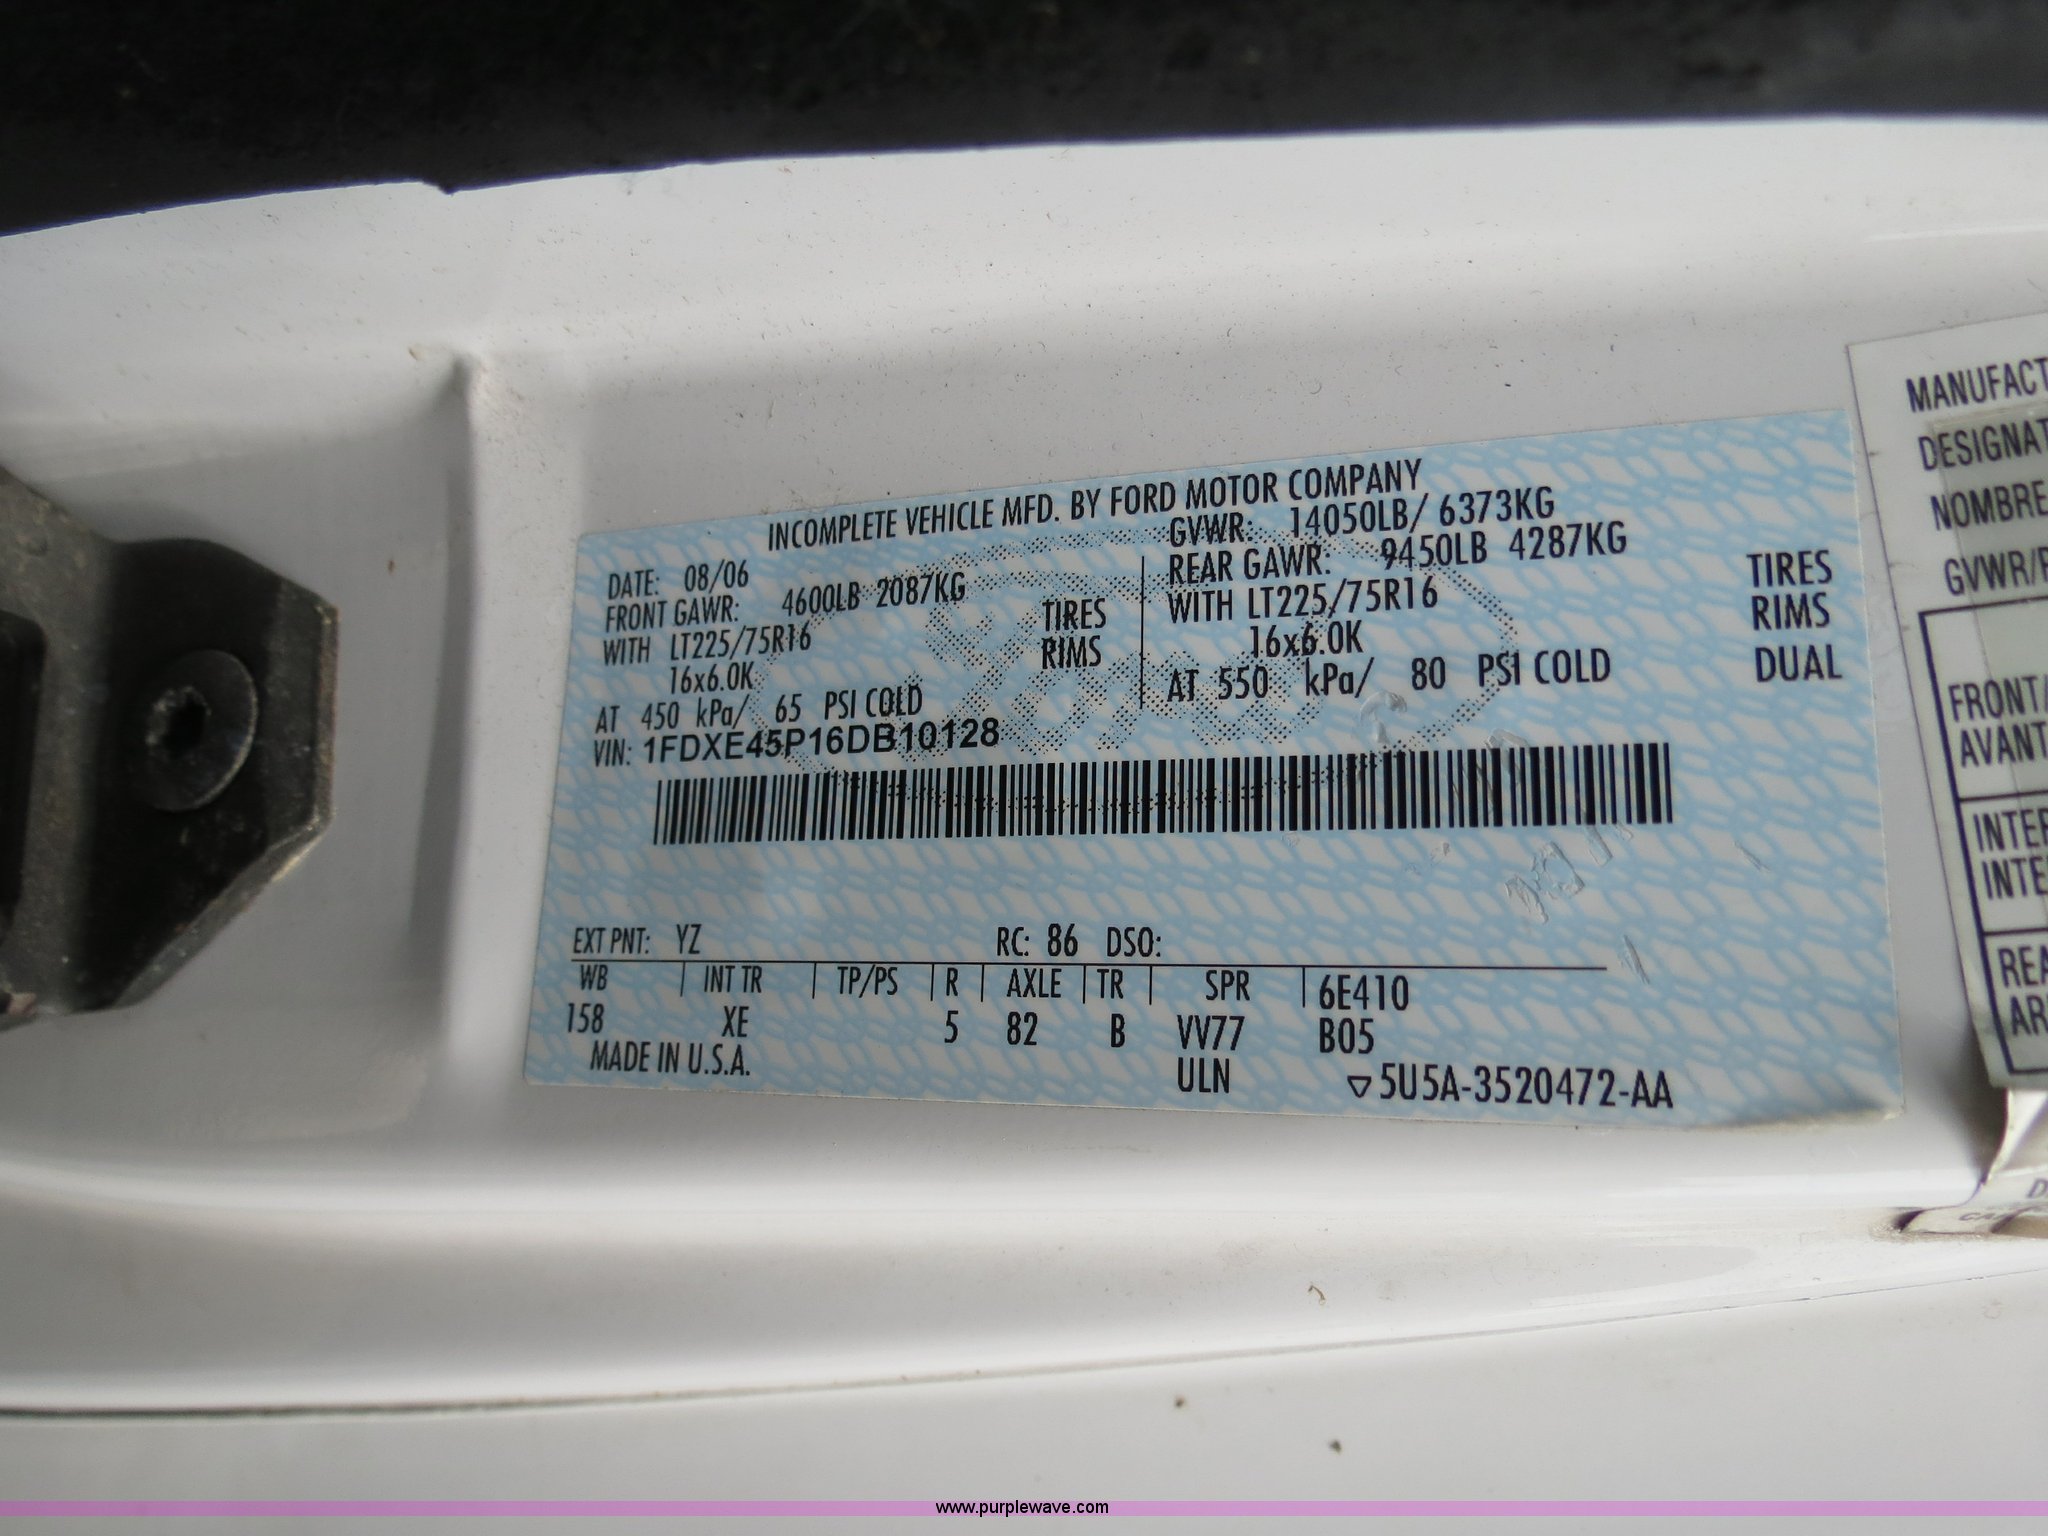 INCOMPLETE VEHICLE MFD. BY FORD MOTOR COMPANY
DATE: 08/06
GVWR: 14050LB/ 6373KG
FRONT GAWR: 4600LB 2087KG
REAR GAWR: 9450LB 4287KG
WITH LT225/75R16 TIRES
WITH LT225/75R16 TIRES
16x6.0K RIMS
16x6.0K RIMS
AT 450 kPa/ 65 PSI COLD
AT 550 kPa/ 80 PSI COLD DUAL
VIN: 1FDXE45P16DB10128
EXT PNT: YZ RC: 86 DSO:
WB | INT TR | TP/PS | R | AXLE | TR | SPR | 6E410
158 XE 5 82 B VV77 B05
MADE IN U.S.A. ULN ▽5U5A-3520472-AA
MANUFACT
DESIGNAT
NOMBRE
GVWR/P
FRONT/
AVANT
INTER
INTE
REA
AR
www.purplewave.com